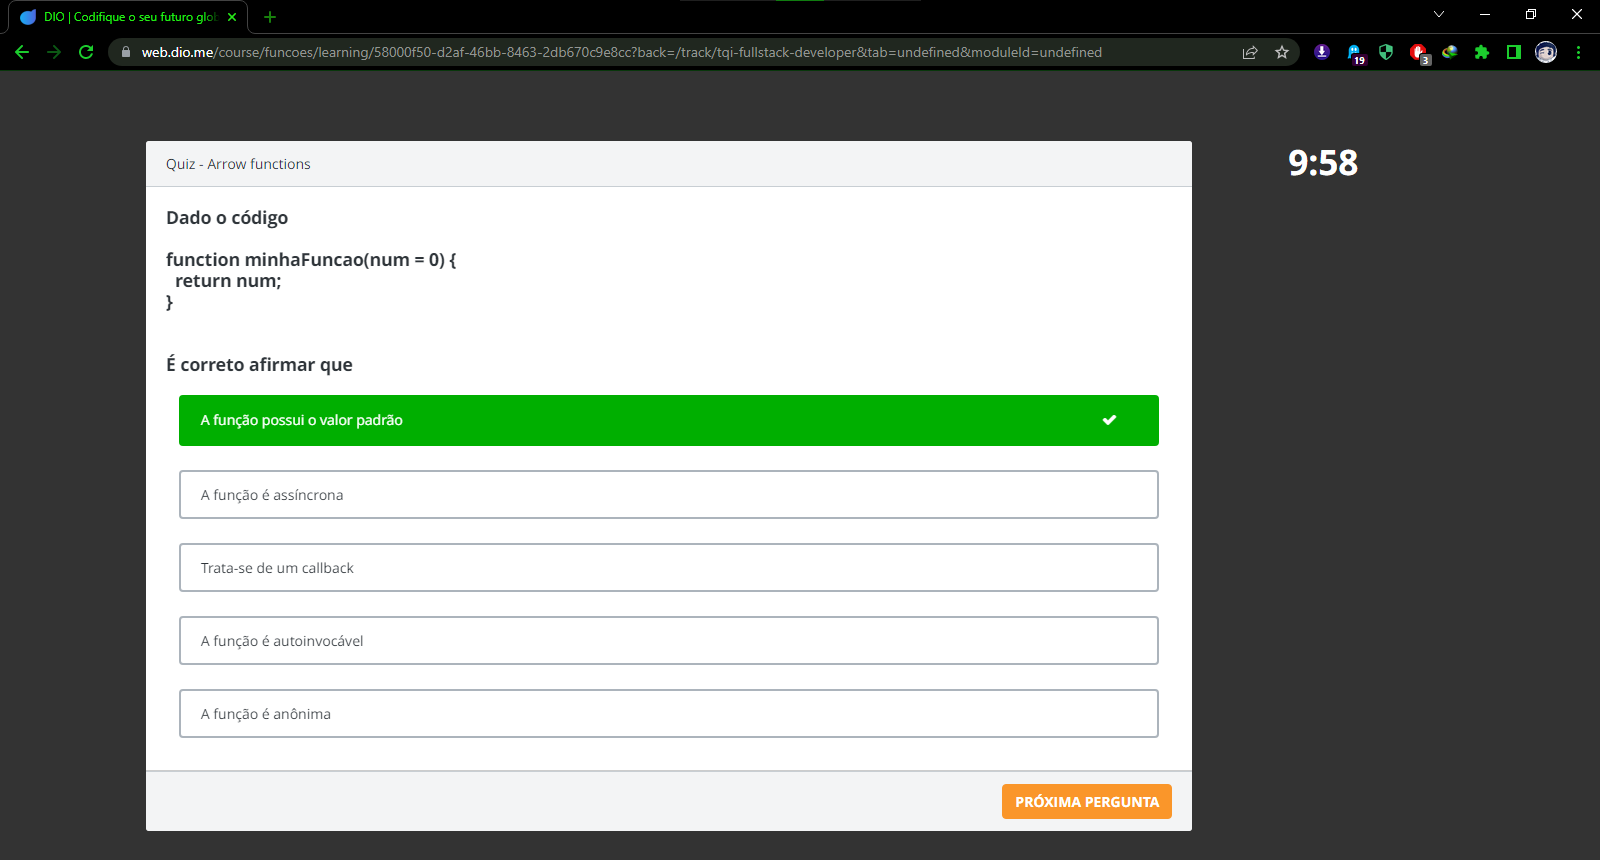 DIO | Codifique o seu futuro glob
web.dio.me/course/funcoes/learning/58000f50-d2af-46bb-8463-2db670c9e8cc?back=/track/tqi-fullstack-developer&tab=undefined&moduleId=undefined
19
3
Quiz - Arrow functions
9:58
Dado o código
function minhaFuncao(num = 0) {
return num;
}
É correto afirmar que
A função possui o valor padrão
A função é assíncrona
Trata-se de um callback
A função é autoinvocável
A função é anônima
PRÓXIMA PERGUNTA